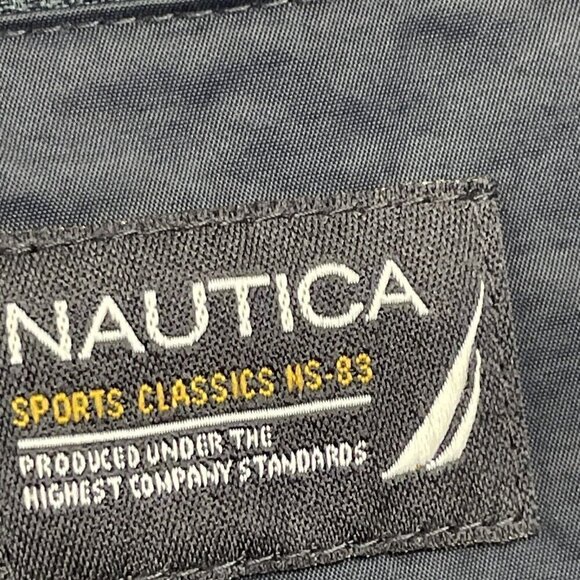 NAUTICA
SPORTS CLASSICS NS-83
PRODUCED UNDER THE
HIGHEST COMPANY STANDARDS